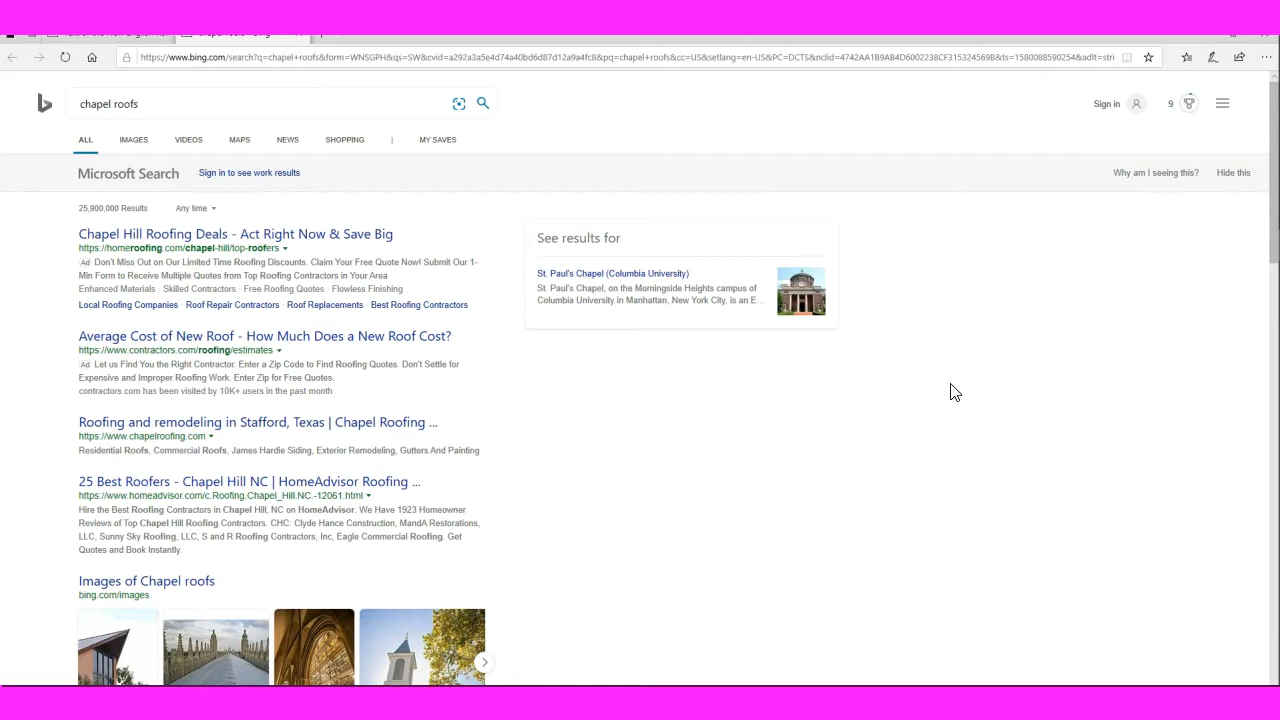 https://www.bing.com/search?q=chapel+roofs&form=WNSGPH&qs=SW&cvid=a292a3a5e4d74a40bd6d87d12a9a4fc8&pq=chapel+roofs&cc=US&setlang=en-US&PC=DCTS&nclid=4742AA1B9AB4D6002238CF315324569B&ts=1580088590254&adlt=stri
chapel roofs
Sign in
9
ALL IMAGES VIDEOS MAPS NEWS SHOPPING | MY SAVES
Microsoft Search Sign in to see work results Why am I seeing this? Hide this
25,900,000 Results Any time
Chapel Hill Roofing Deals - Act Right Now & Save Big
https://homeroofing.com/chapel-hill/top-roofers
Ad Don't Miss Out on Our Limited Time Roofing Discounts. Claim Your Free Quote Now! Submit Our 1-
Min Form to Receive Multiple Quotes from Top Roofing Contractors in Your Area
Enhanced Materials · Skilled Contractors · Free Roofing Quotes · Flowless Finishing
Local Roofing Companies Roof Repair Contractors Roof Replacements Best Roofing Contractors
Average Cost of New Roof - How Much Does a New Roof Cost?
https://www.contractors.com/roofing/estimates
Ad Let us Find You the Right Contractor. Enter a Zip Code to Find Roofing Quotes. Don't Settle for
Expensive and Improper Roofing Work. Enter Zip for Free Quotes.
contractors.com has been visited by 10K+ users in the past month
Roofing and remodeling in Stafford, Texas | Chapel Roofing ...
https://www.chapelroofing.com
Residential Roofs, Commercial Roofs, James Hardie Siding, Exterior Remodeling, Gutters And Painting
25 Best Roofers - Chapel Hill NC | HomeAdvisor Roofing ...
https://www.homeadvisor.com/c.Roofing.Chapel_Hill.NC.-12061.html
Hire the Best Roofing Contractors in Chapel Hill, NC on HomeAdvisor. We Have 1923 Homeowner
Reviews of Top Chapel Hill Roofing Contractors. CHC: Clyde Hance Construction, MandA Restorations,
LLC, Sunny Sky Roofing, LLC, S and R Roofing Contractors, Inc, Eagle Commercial Roofing. Get
Quotes and Book Instantly.
Images of Chapel roofs
bing.com/images
See results for
St. Paul's Chapel (Columbia University)
St. Paul's Chapel, on the Morningside Heights campus of
Columbia University in Manhattan, New York City, is an E...